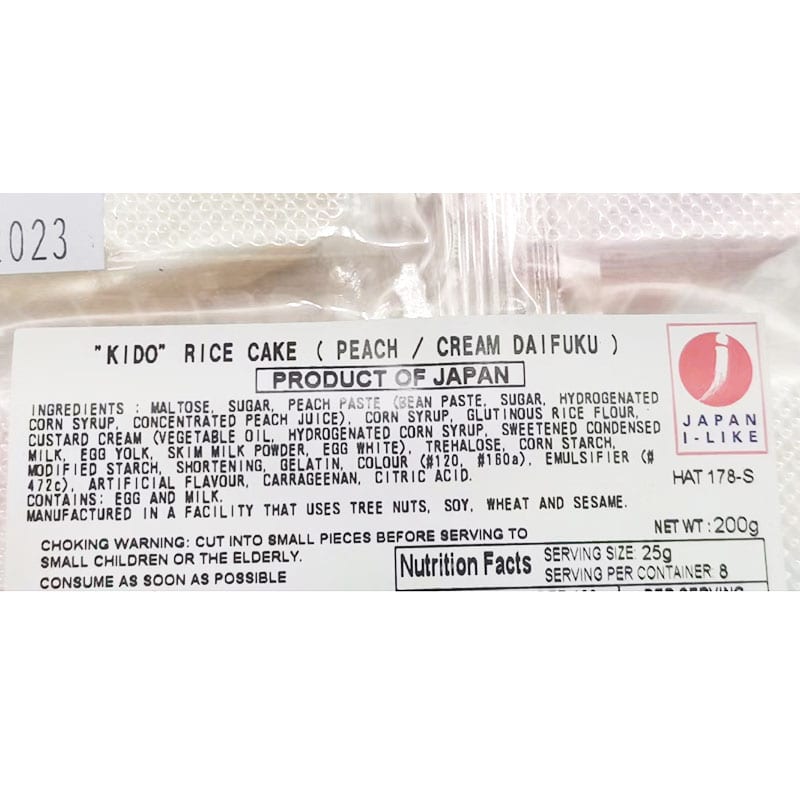 .023
"KIDO" RICE CAKE ( PEACH / CREAM DAIFUKU )
PRODUCT OF JAPAN
INGREDIENTS : MALTOSE, SUGAR, PEACH PASTE (BEAN PASTE, SUGAR, HYDROGENATED
CORN SYRUP, CONCENTRATED PEACH JUICE), CORN SYRUP, GLUTINOUS RICE FLOUR,
CUSTARD CREAM (VEGETABLE OIL, HYDROGENATED CORN SYRUP, SWEETENED CONDENSED
MILK, EGG YOLK, SKIM MILK POWDER, EGG WHITE), TREHALOSE, CORN STARCH,
MODIFIED STARCH, SHORTENING, GELATIN, COLOUR (#120, #160a), EMULSIFIER (#
472c), ARTIFICIAL FLAVOUR, CARRAGEENAN, CITRIC ACID.
CONTAINS: EGG AND MILK.
MANUFACTURED IN A FACILITY THAT USES TREE NUTS, SOY, WHEAT AND SESAME.
j
JAPAN
I-LIKE
HAT 178-S
NET WT : 200g
CHOKING WARNING: CUT INTO SMALL PIECES BEFORE SERVING TO
SMALL CHILDREN OR THE ELDERLY.
CONSUME AS SOON AS POSSIBLE
Nutrition Facts
SERVING SIZE: 25g
SERVING PER CONTAINER: 8